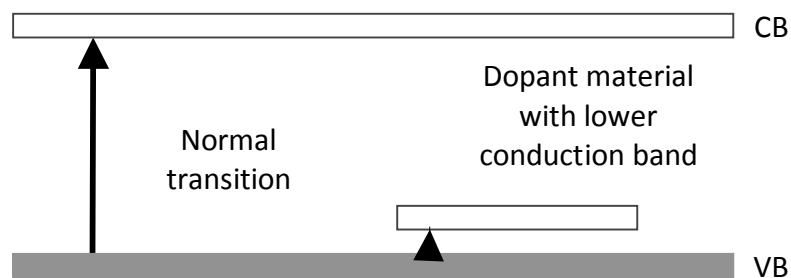 CB
Dopant material
with lower
conduction band
Normal
transition
VB